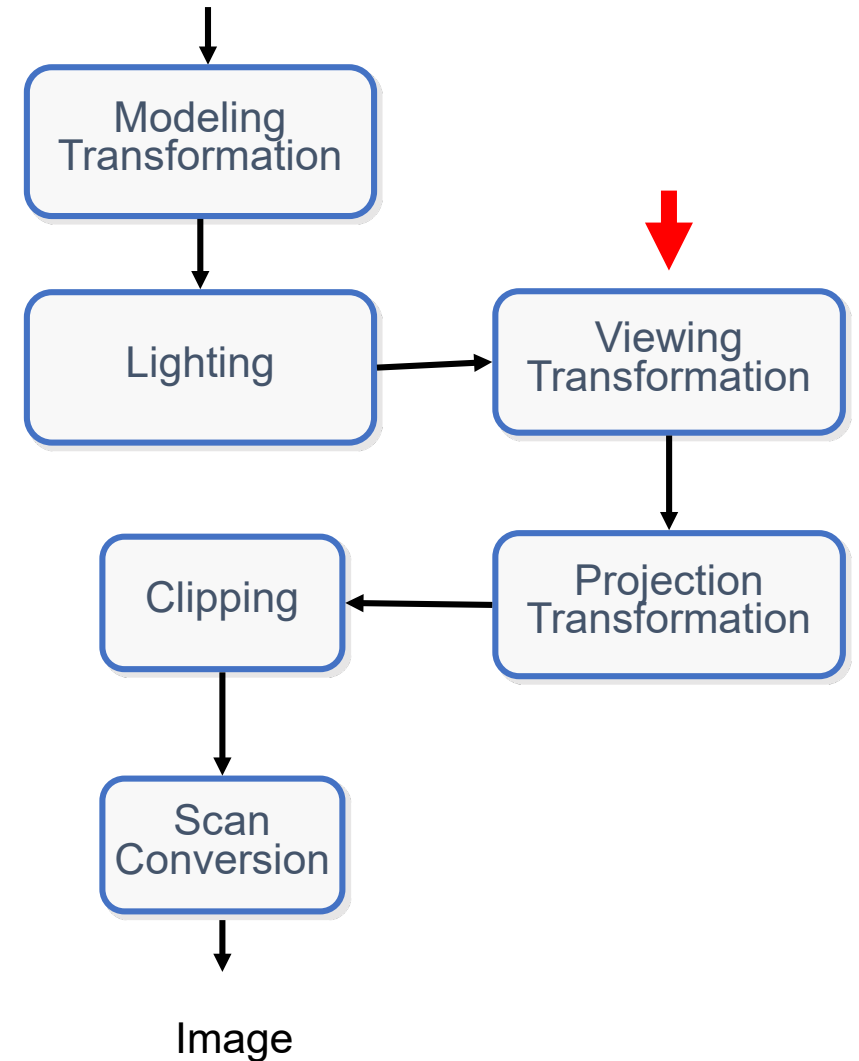 Modeling
Transformation
Lighting
Viewing
Transformation
Projection
Transformation
Clipping
Scan
Conversion
Image